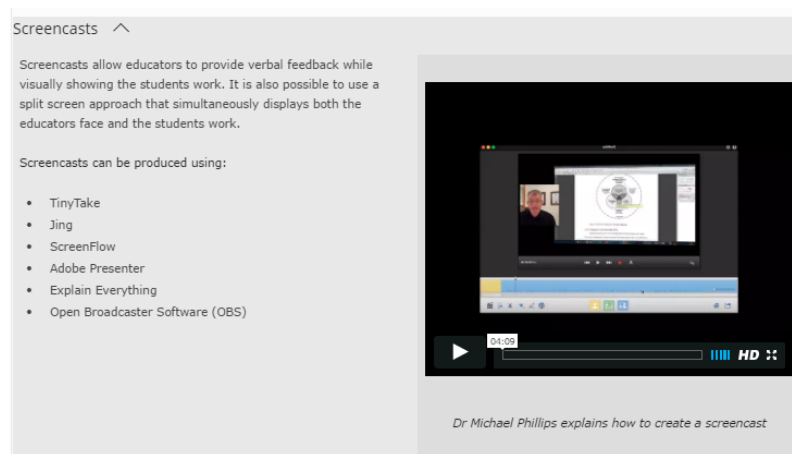 Screencasts
Screencasts allow educators to provide verbal feedback while
visually showing the students work. It is also possible to use a
split screen approach that simultaneously displays both the
educators face and the students work.
Screencasts can be produced using:
• TinyTake
• Jing
• ScreenFlow
• Adobe Presenter
• Explain Everything
• Open Broadcaster Software (OBS)
04:09
HD
Dr Michael Phillips explains how to create a screencast